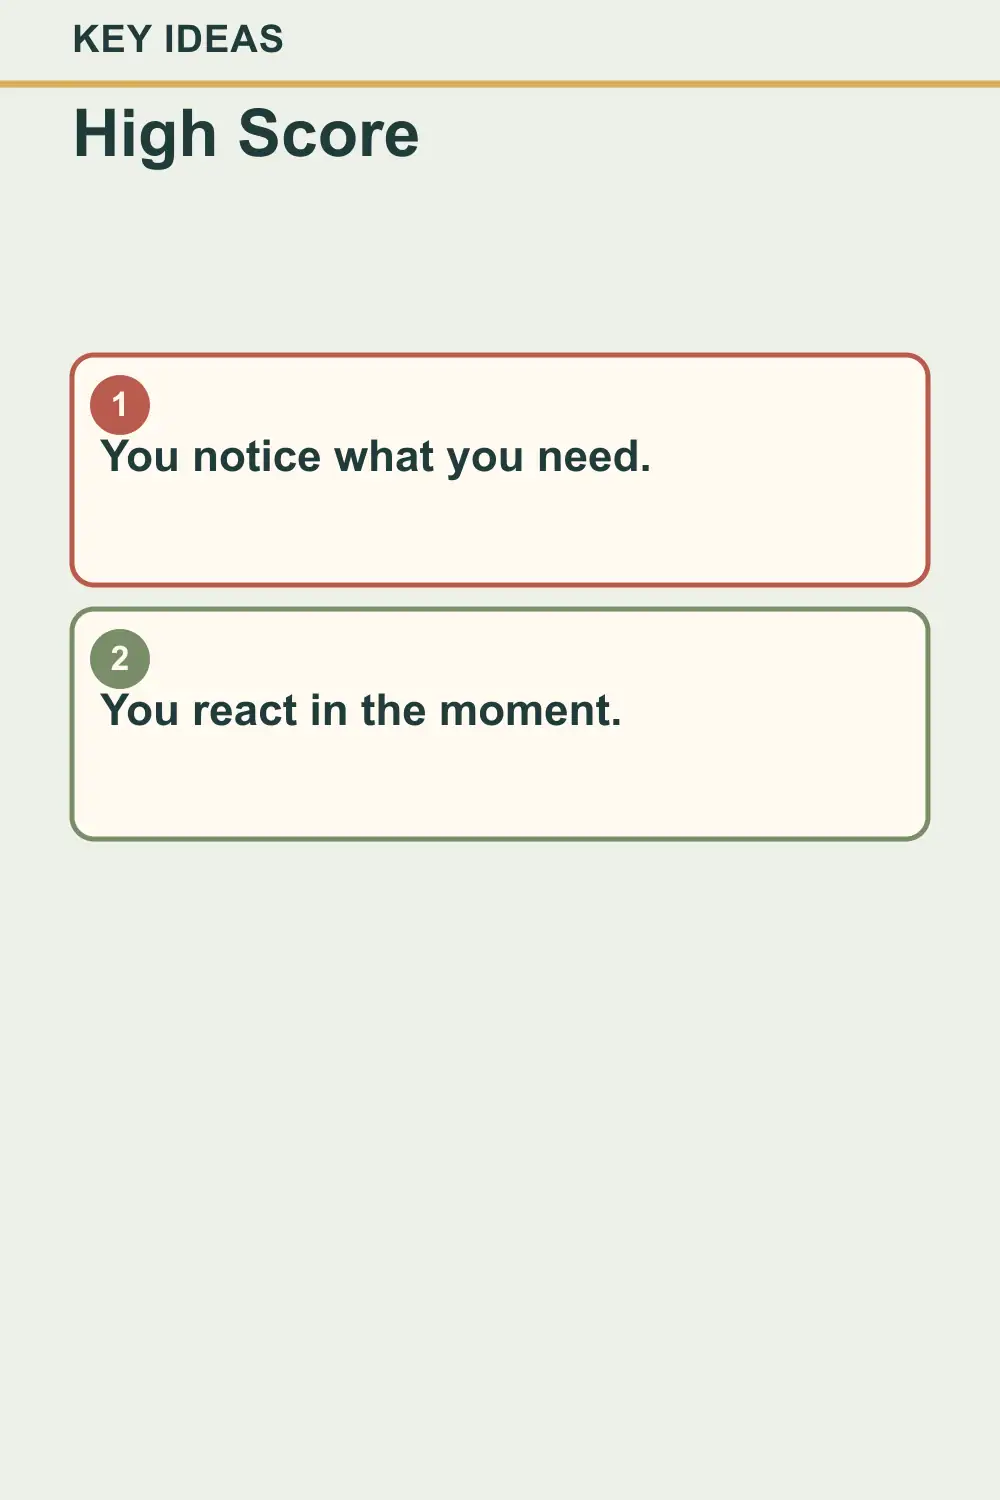 KEY IDEAS
High Score
1
You notice what you need.
2
You react in the moment.